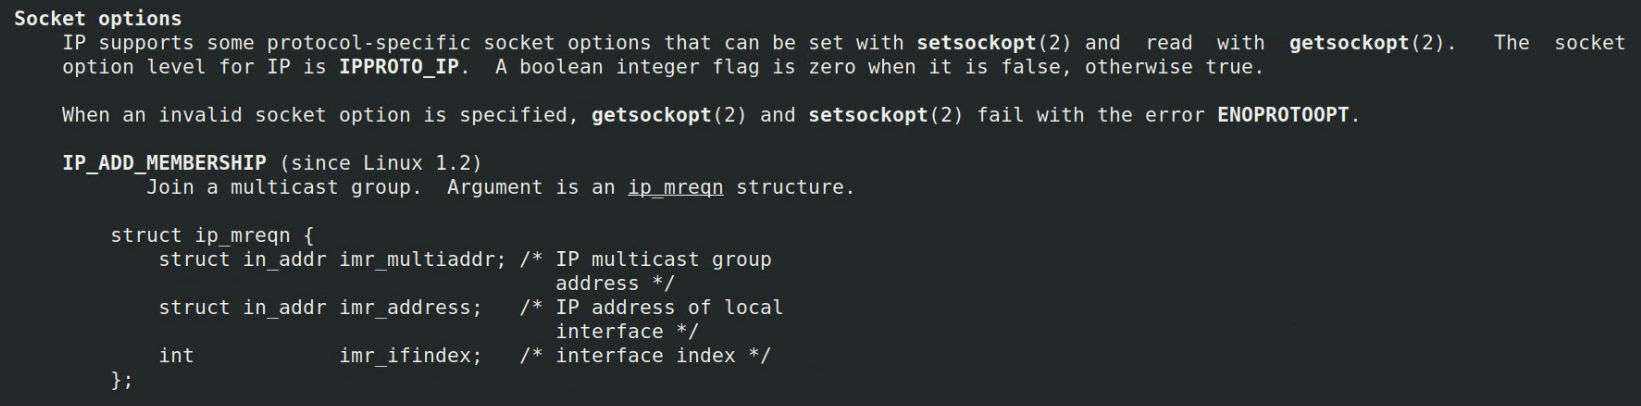 Socket options
IP supports some protocol-specific socket options that can be set with setsockopt(2) and read with getsockopt(2). The socket
option level for IP is IPPROTO_IP. A boolean integer flag is zero when it is false, otherwise true.
When an invalid socket option is specified, getsockopt(2) and setsockopt(2) fail with the error ENOPROTOOPT.
IP_ADD_MEMBERSHIP (since Linux 1.2)
Join a multicast group. Argument is an ip_mreqn structure.
struct ip_mreqn {
struct in_addr imr_multiaddr; /* IP multicast group
address */
struct in_addr imr_address; /* IP address of local
interface */
int imr_ifindex; /* interface index */
};